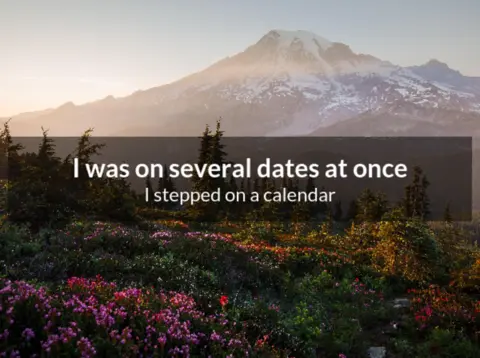 I was on several dates at once
I stepped on a calendar